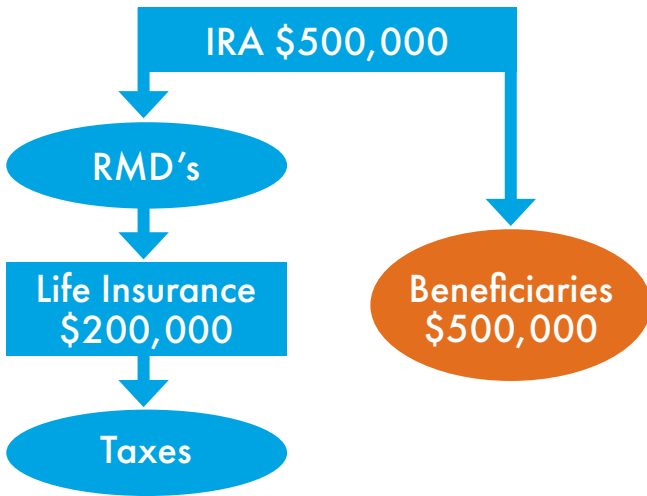 IRA $500,000
RMD's
Life Insurance
$200,000
Beneficiaries
$500,000
Taxes